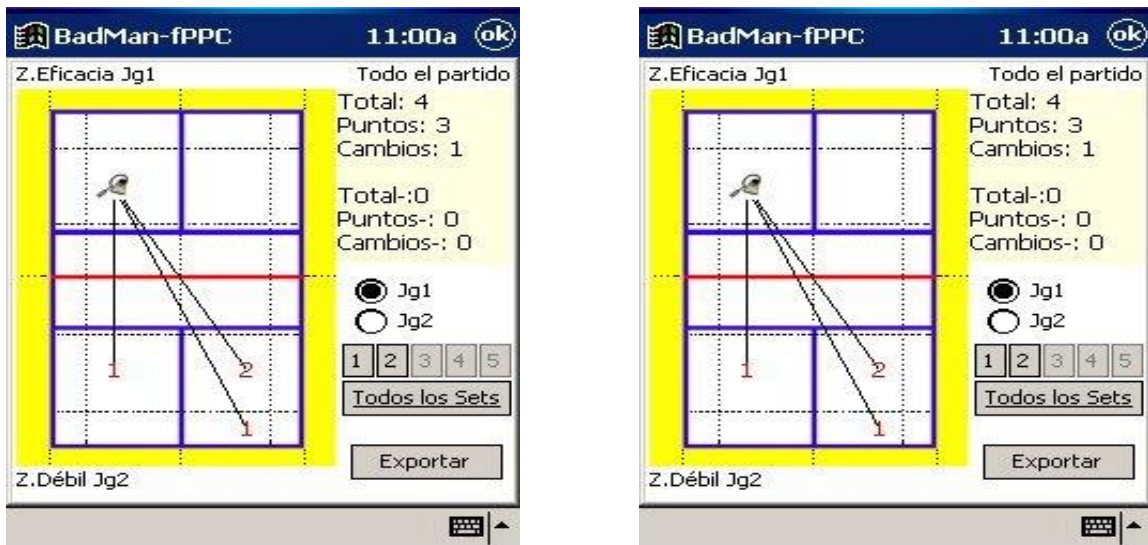 BadMan-fPPC 11:00a ok
Z.Eficacia Jg1 Todo el partido
Total: 4
Puntos: 3
Cambios: 1
Total-:0
Puntos-: 0
Cambios-: 0
Jg1
Jg2
1 2 3 4 5
1 2
Todos los Sets
1
Exportar
Z.Débil Jg2
BadMan-fPPC 11:00a ok
Z.Eficacia Jg1 Todo el partido
Total: 4
Puntos: 3
Cambios: 1
Total-:0
Puntos-: 0
Cambios-: 0
Jg1
Jg2
1 2 3 4 5
1 2
Todos los Sets
1
Exportar
Z.Débil Jg2